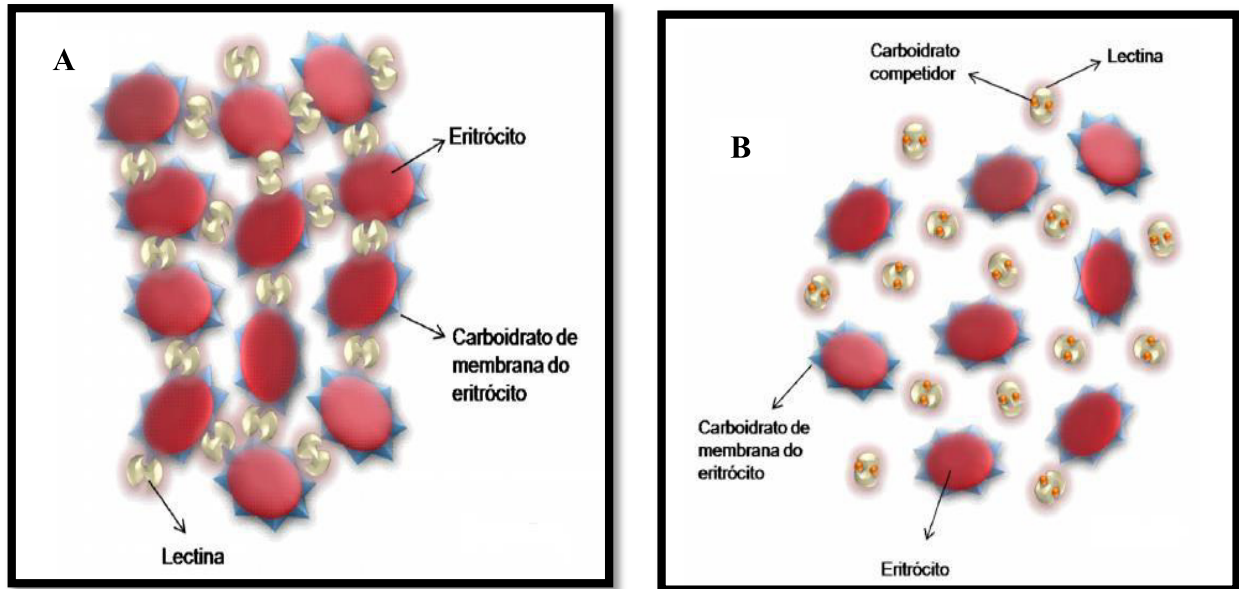 A
Eritrócito
Carboidrato de
membrana do
eritrócito
Lectina
B
Carboidrato
competidor
Lectina
Carboidrato de
membrana do
eritrócito
Eritrócito